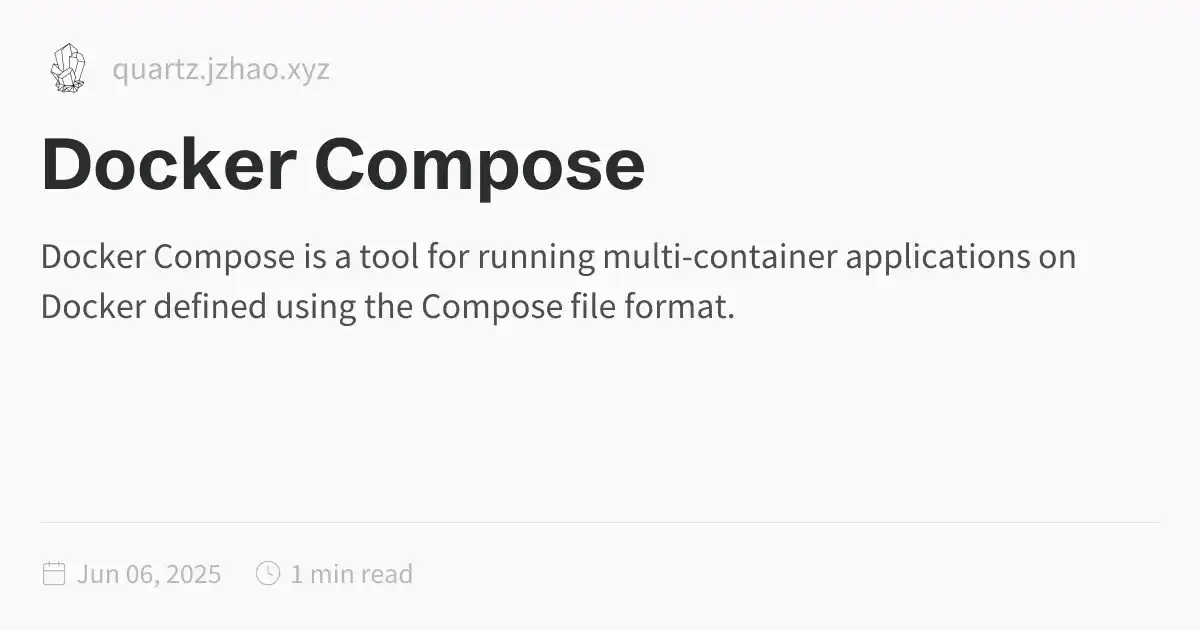 quartz.jzhao.xyz
Docker Compose
Docker Compose is a tool for running multi-container applications on
Docker defined using the Compose file format.
Jun 06, 2025 1 min read